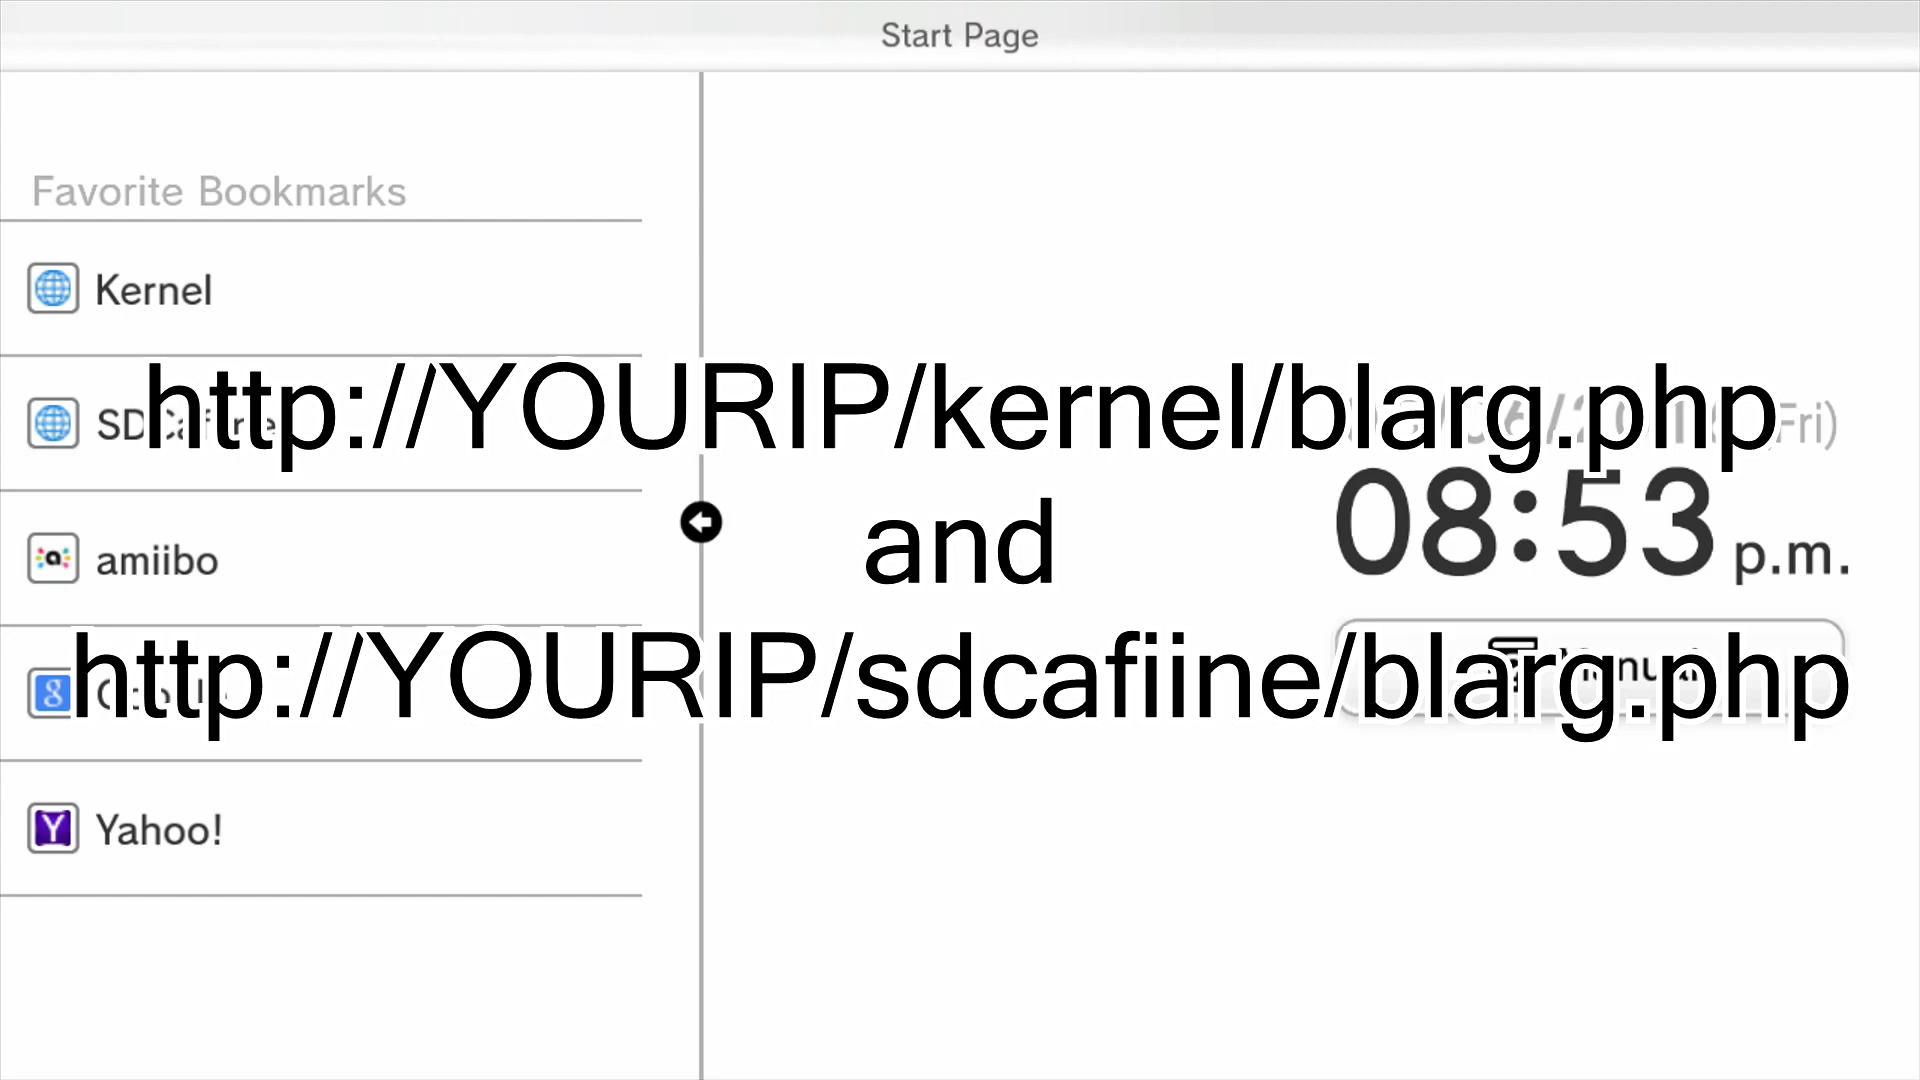 Start Page
Favorite Bookmarks
Kernel
http://YOURIP/kernel/blarg.php
Fri)
and
08:53 p.m.
amiibo
http://YOURIP/sdcafiine/blarg.php
Yahoo!